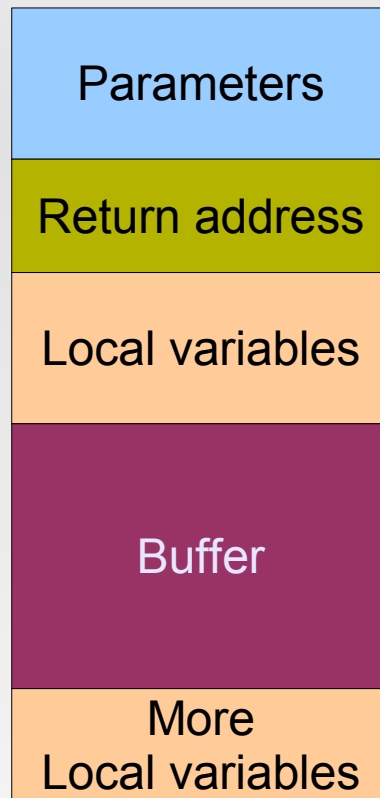 Parameters
Return address
Local variables
Buffer
More
Local variables